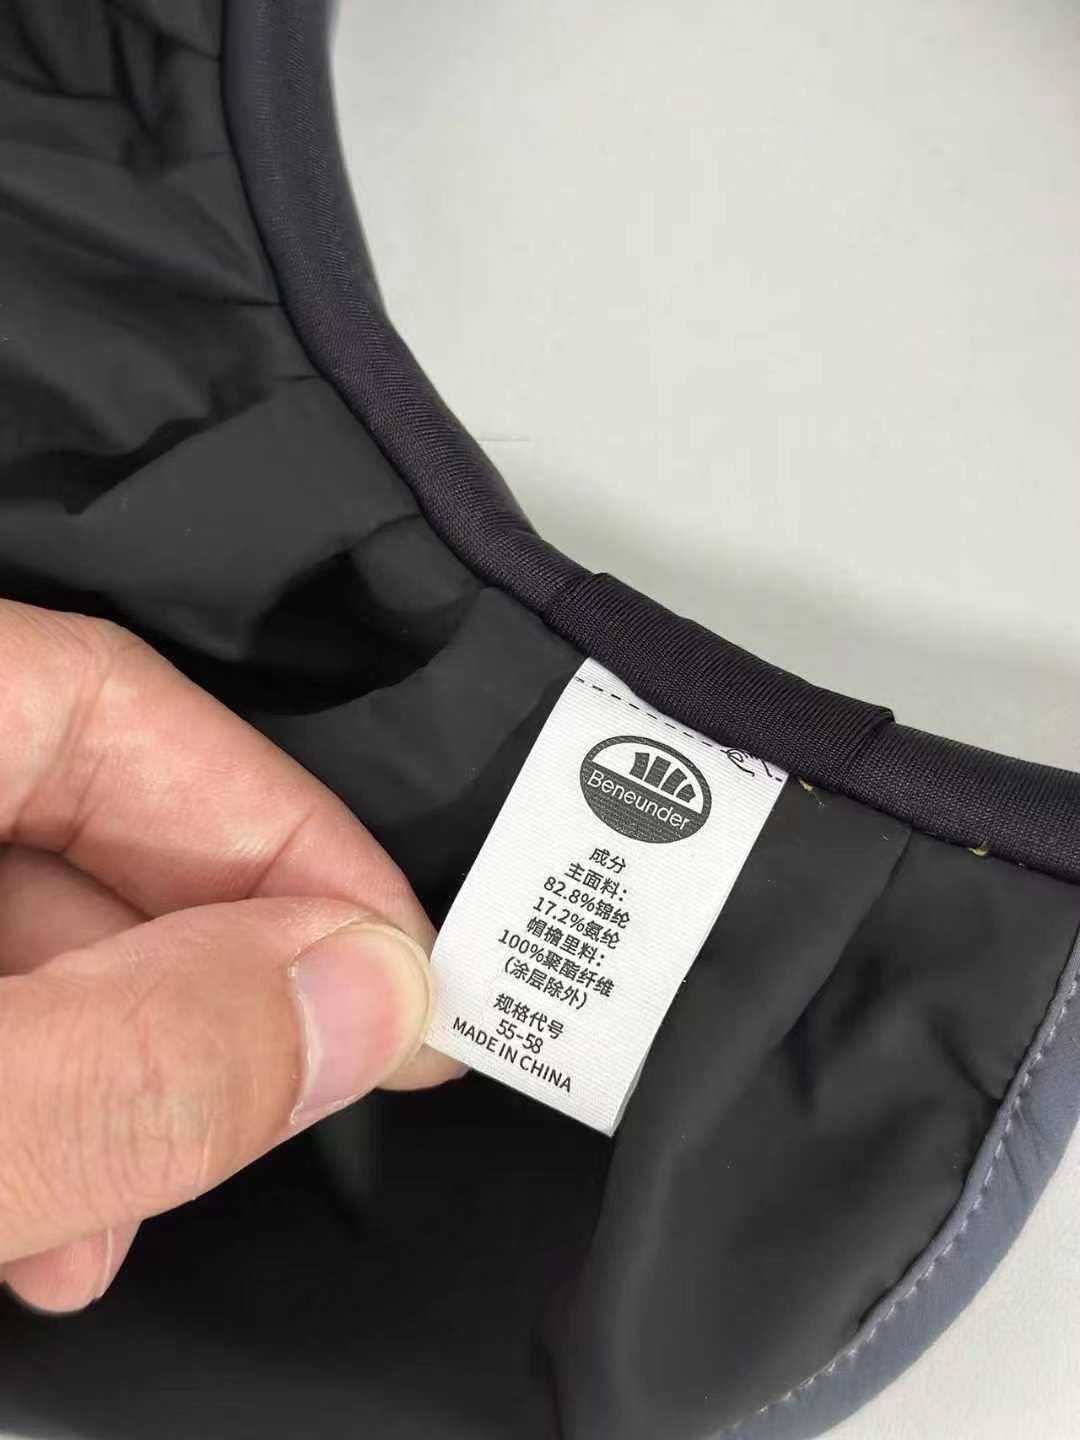 Beneunder
成分
主面料：
82.8%锦纶
17.2%氨纶
帽檐里料：
100%聚酯纤维
（涂层除外）
规格代号
55-58
MADE IN CHINA